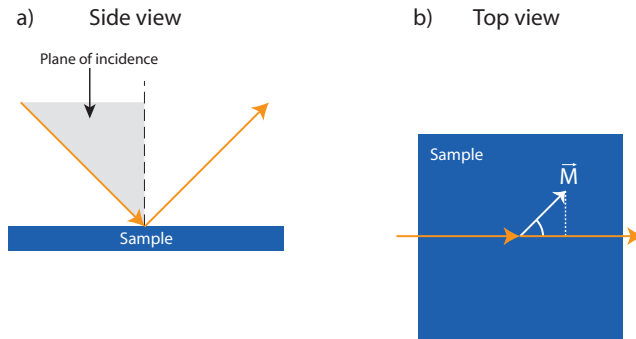 a) Side view
Plane of incidence
Sample
b) Top view
Sample
M